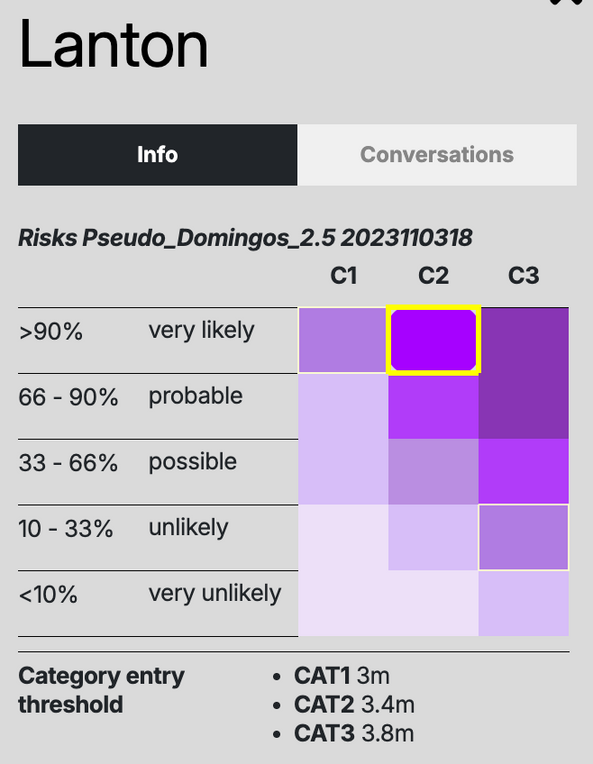 Lanton
Info Conversations
Risks Pseudo_Domingos_2.5 2023110318
C1 C2 C3
>90% very likely
66 - 90% probable
33 - 66% possible
10 - 33% unlikely
<10% very unlikely
Category entry threshold
• CAT1 3m
• CAT2 3.4m
• CAT3 3.8m